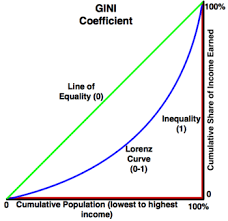 GINI
Coefficient
100%
Line of
Equality (0)
Cumulative Share of Income Earned
Inequality
(1)
Lorenz
Curve
(0-1)
0
0
100%
Cumulative Population (lowest to highest
income)